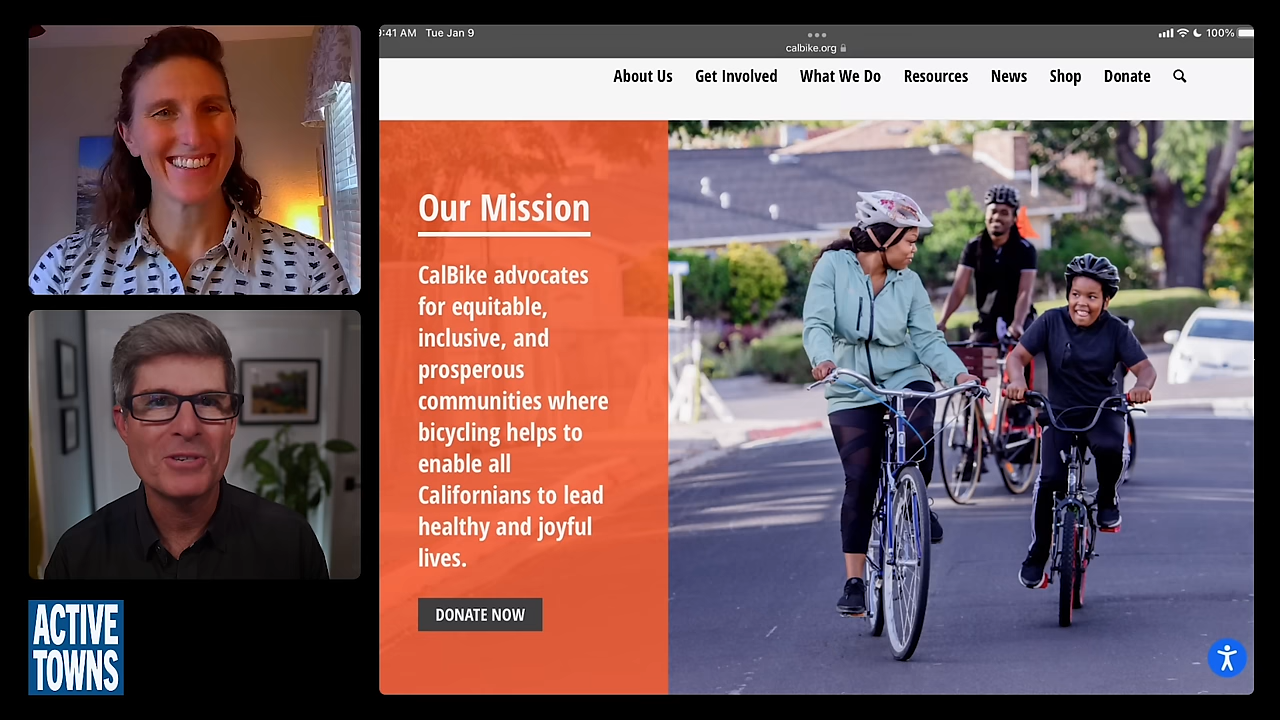 9:41 AM Tue Jan 9
calbike.org
100%
About Us Get Involved What We Do Resources News Shop Donate
Our Mission
CalBike advocates
for equitable,
inclusive, and
prosperous
communities where
bicycling helps to
enable all
Californians to lead
healthy and joyful
lives.
DONATE NOW
ACTIVE
TOWNS